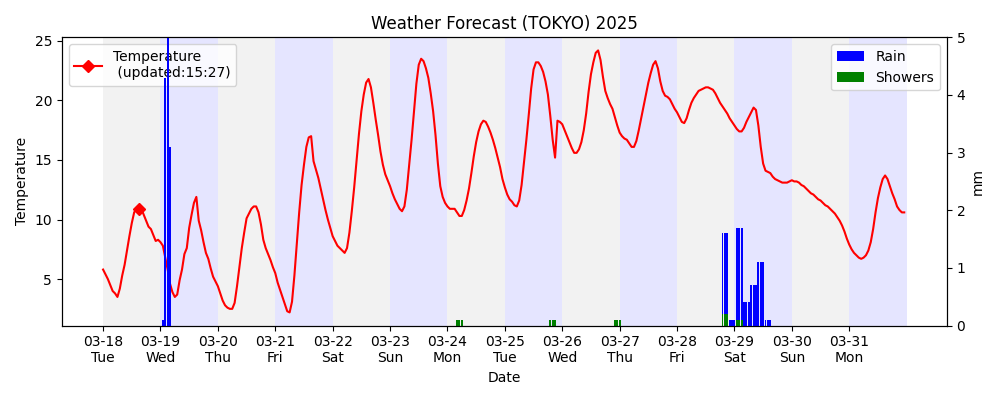 Weather Forecast (TOKYO) 2025
Temperature
(updated:15:27)
Rain
Showers
25
20
15
10
5
Temperature
5
4
3
2
1
0
mm
03-18 03-19 03-20 03-21 03-22 03-23 03-24 03-25 03-26 03-27 03-28 03-29 03-30 03-31
Tue Wed Thu Fri Sat Sun Mon Tue Wed Thu Fri Sat Sun Mon
Date